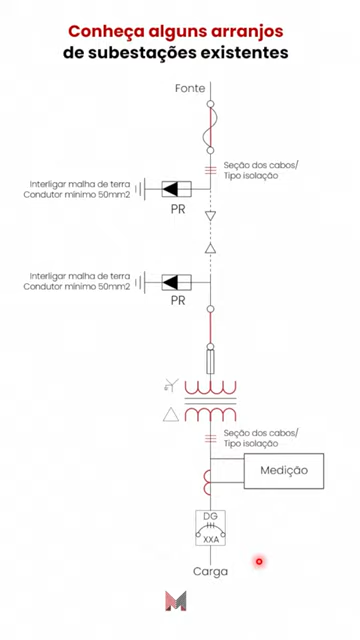 Conheça alguns arranjos
de subestações existentes
Fonte
Seção dos cabos/
Tipo isolação
Interligar malha de terra
Condutor mínimo 50mm2
PR
Interligar malha de terra
Condutor mínimo 50mm2
PR
Seção dos cabos/
Tipo isolação
Medição
DG
XXA
Carga